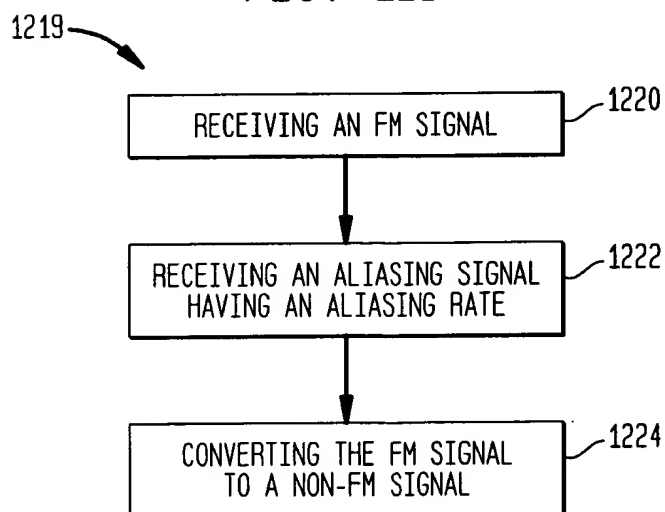 1219
RECEIVING AN FM SIGNAL
1220
RECEIVING AN ALIASING SIGNAL
HAVING AN ALIASING RATE
1222
CONVERTING THE FM SIGNAL
TO A NON-FM SIGNAL
1224